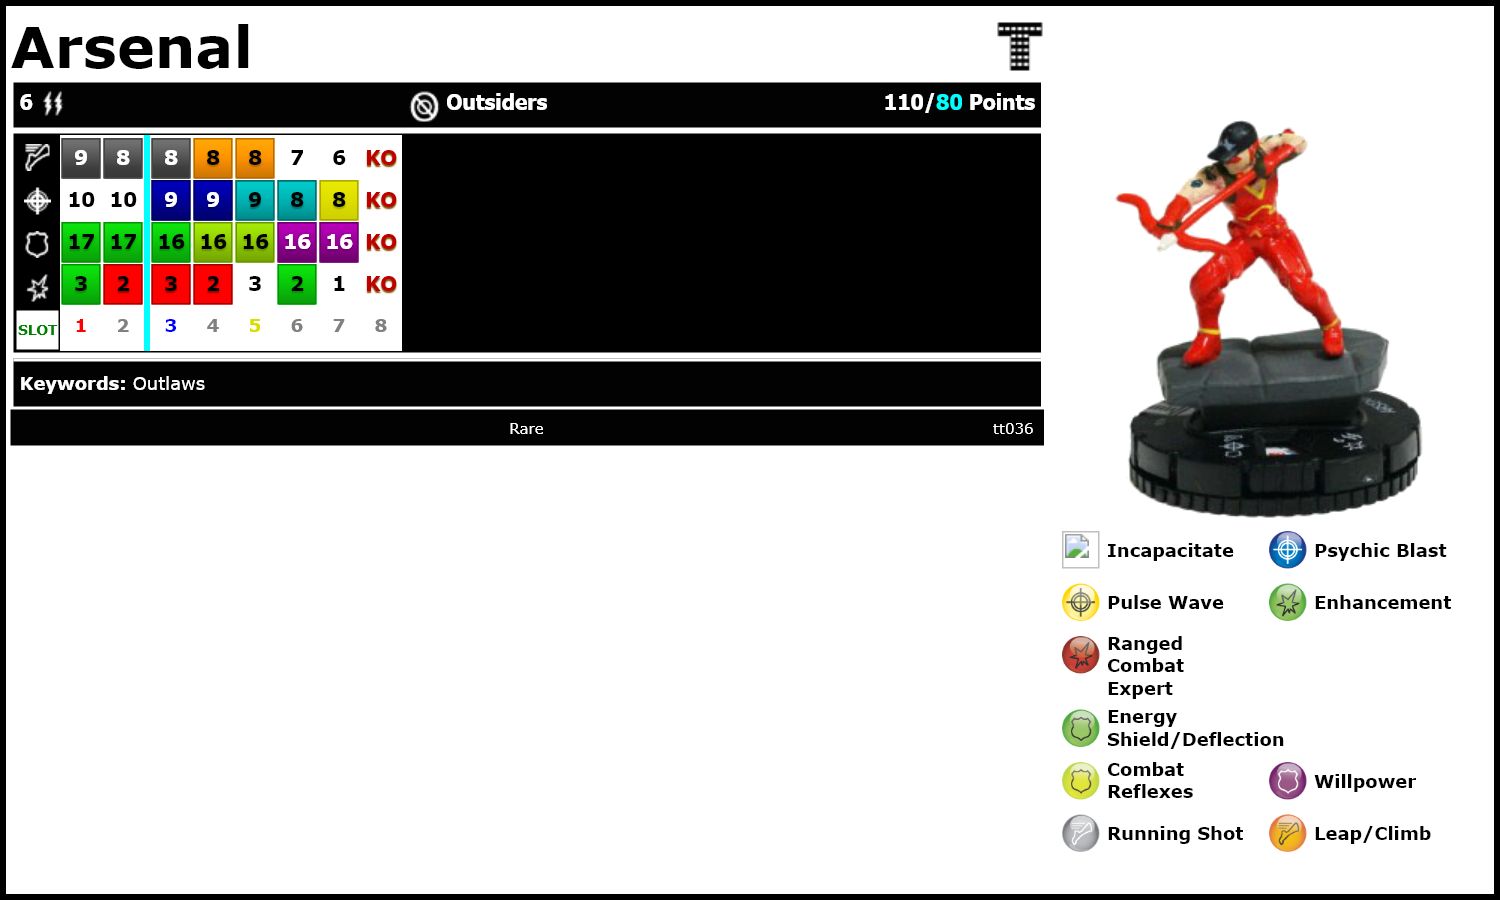 Arsenal
6 Outsiders 110/80 Points
9 8 8 8 8 7 6 KO
10 10 9 9 9 8 8 KO
17 17 16 16 16 16 16 KO
3 2 3 2 3 2 1 KO
SLOT 1 2 3 4 5 6 7 8
Keywords: Outlaws
Rare tt036
Incapacitate Psychic Blast
Pulse Wave Enhancement
Ranged
Combat
Expert
Energy
Shield/Deflection
Combat
Reflexes
Willpower
Running Shot Leap/Climb